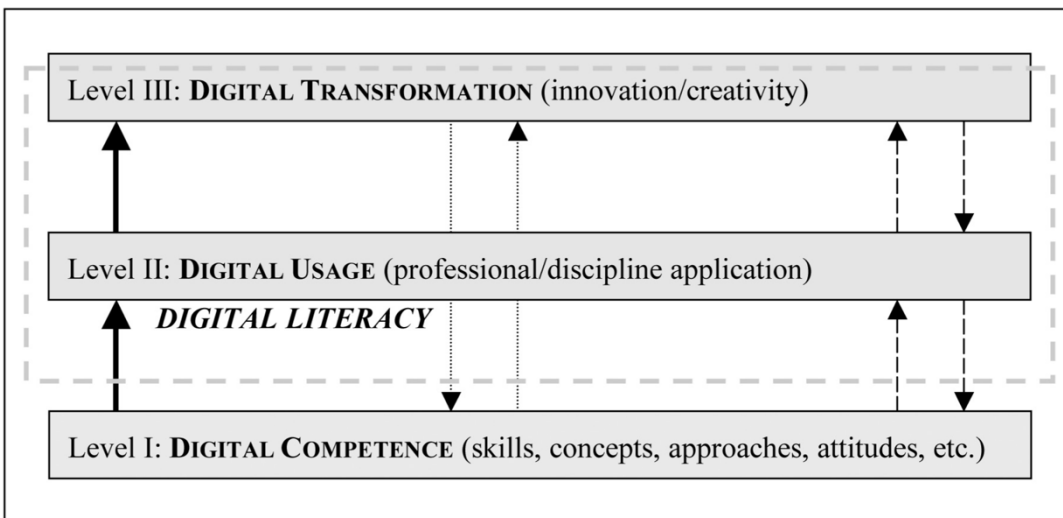 Level III: DIGITAL TRANSFORMATION (innovation/creativity)
Level II: DIGITAL USAGE (professional/discipline application)
DIGITAL LITERACY
Level I: DIGITAL COMPETENCE (skills, concepts, approaches, attitudes, etc.)